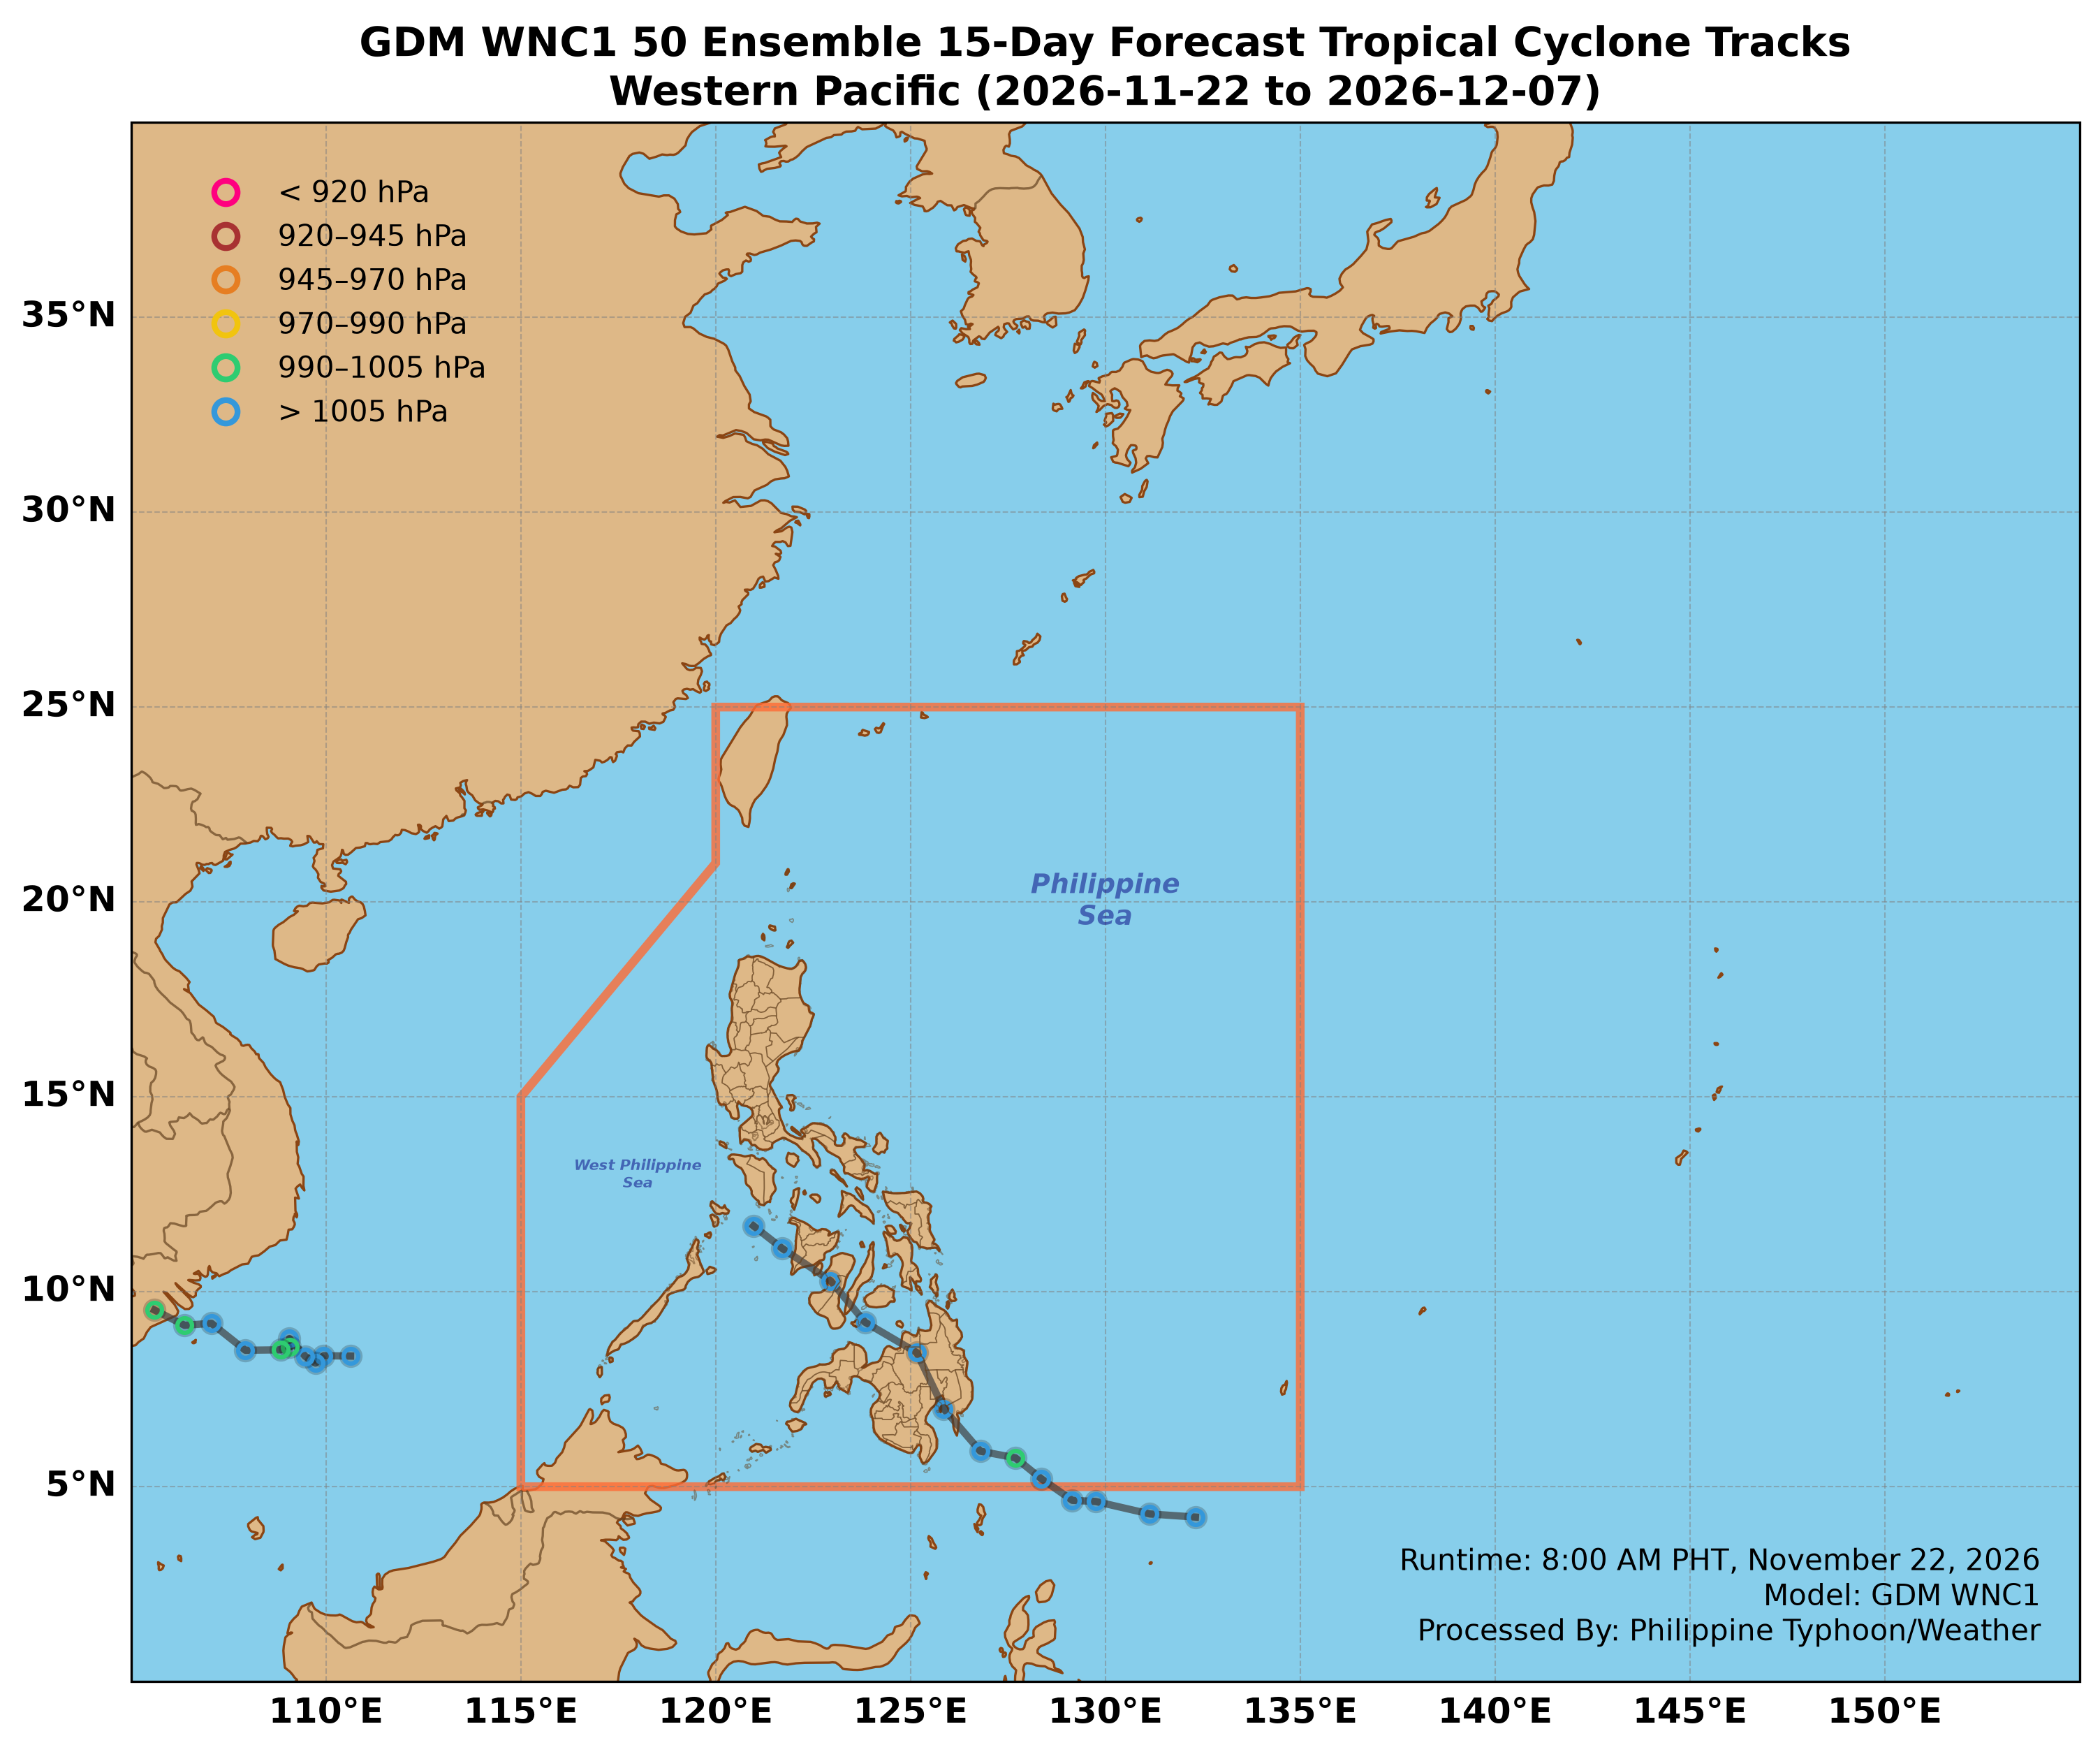 GDM WNC1 50 Ensemble 15-Day Forecast Tropical Cyclone Tracks
Western Pacific (2026-11-22 to 2026-12-07)
< 920 hPa
920–945 hPa
945–970 hPa
970–990 hPa
990–1005 hPa
> 1005 hPa
35°N
30°N
25°N
20°N
15°N
10°N
5°N
Philippine
Sea
West Philippine
Sea
Runtime: 8:00 AM PHT, November 22, 2026
Model: GDM WNC1
Processed By: Philippine Typhoon/Weather
110°E 115°E 120°E 125°E 130°E 135°E 140°E 145°E 150°E